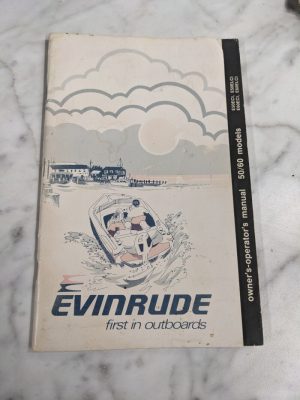 EVINRUDE
first in outboards
owner's-operator's manual 50/60 models